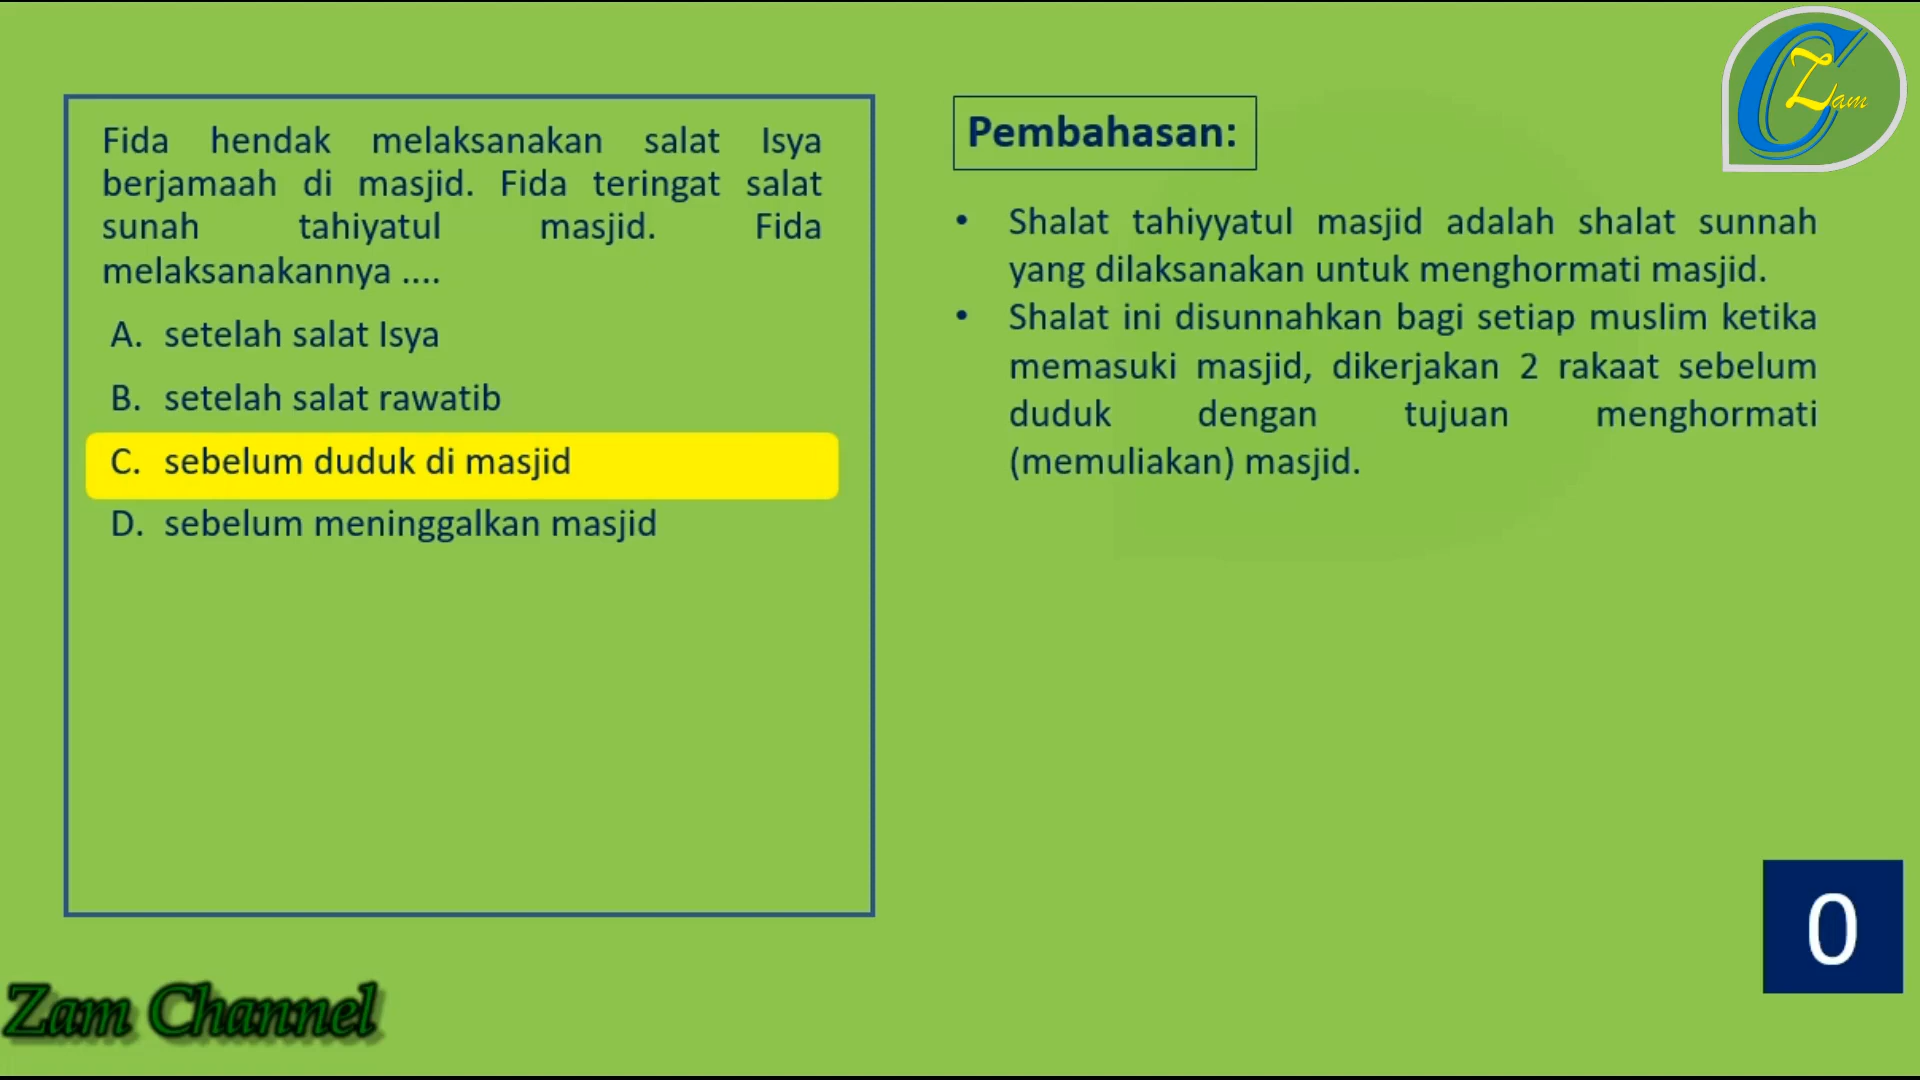 Fida hendak melaksanakan salat Isya
berjamaah di masjid. Fida teringat salat
sunah tahiyatul masjid. Fida
melaksanakannya ....
A. setelah salat Isya
B. setelah salat rawatib
C. sebelum duduk di masjid
D. sebelum meninggalkan masjid
Pembahasan:
• Shalat tahiyyatul masjid adalah shalat sunnah
yang dilaksanakan untuk menghormati masjid.
• Shalat ini disunnahkan bagi setiap muslim ketika
memasuki masjid, dikerjakan 2 rakaat sebelum
duduk dengan tujuan menghormati
(memuliakan) masjid.
C Zam
0
Zam Channel